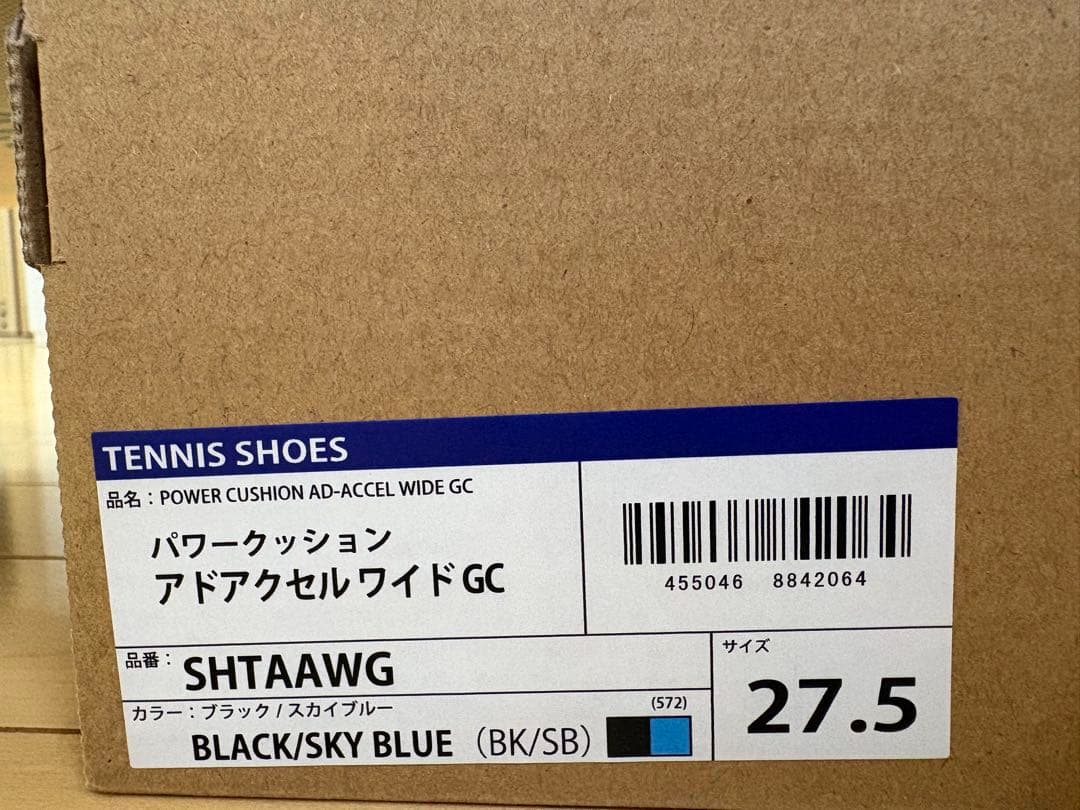 TENNIS SHOES
品名：POWER CUSHION AD-ACCEL WIDE GC
パワークッション
アドアクセル ワイド GC
455046 8842064
品番： SHTAAWG
サイズ
27.5
カラー：ブラック / スカイブルー
(572)
BLACK/SKY BLUE （BK/SB）